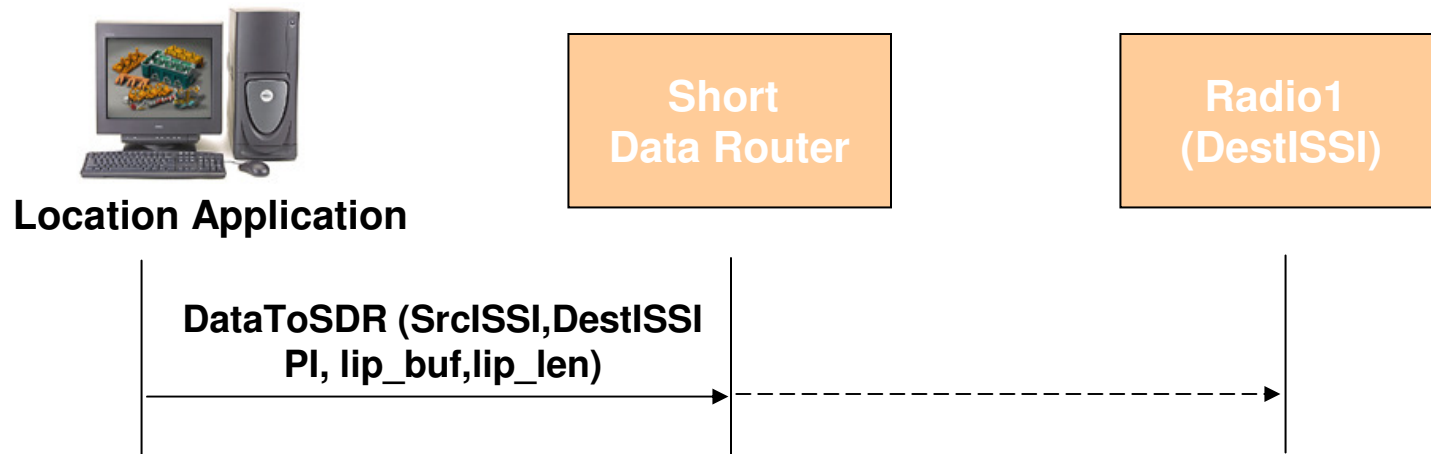 Short
Data Router
Radio1
(DestISSI)
Location Application
DataToSDR (SrcISSI,DestISSI
PI, lip_buf,lip_len)